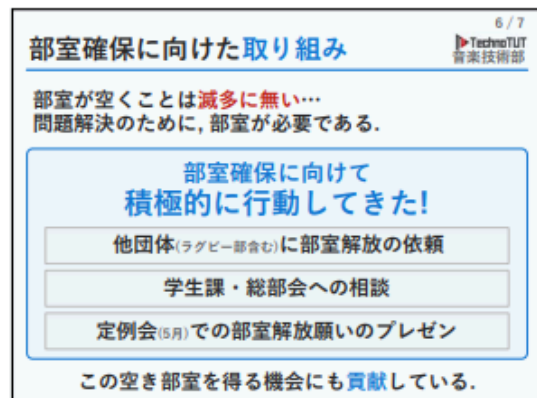 6 / 7
部室確保に向けた取り組み
TechnoTUT
音楽技術部
部室が空くことは滅多に無い…
問題解決のために, 部室が必要である.
部室確保に向けて
積極的に行動してきた!
他団体(ラグビー部含む)に部室解放の依頼
学生課・総部会への相談
定例会(5月)での部室解放願いのプレゼン
この空き部室を得る機会にも貢献している.